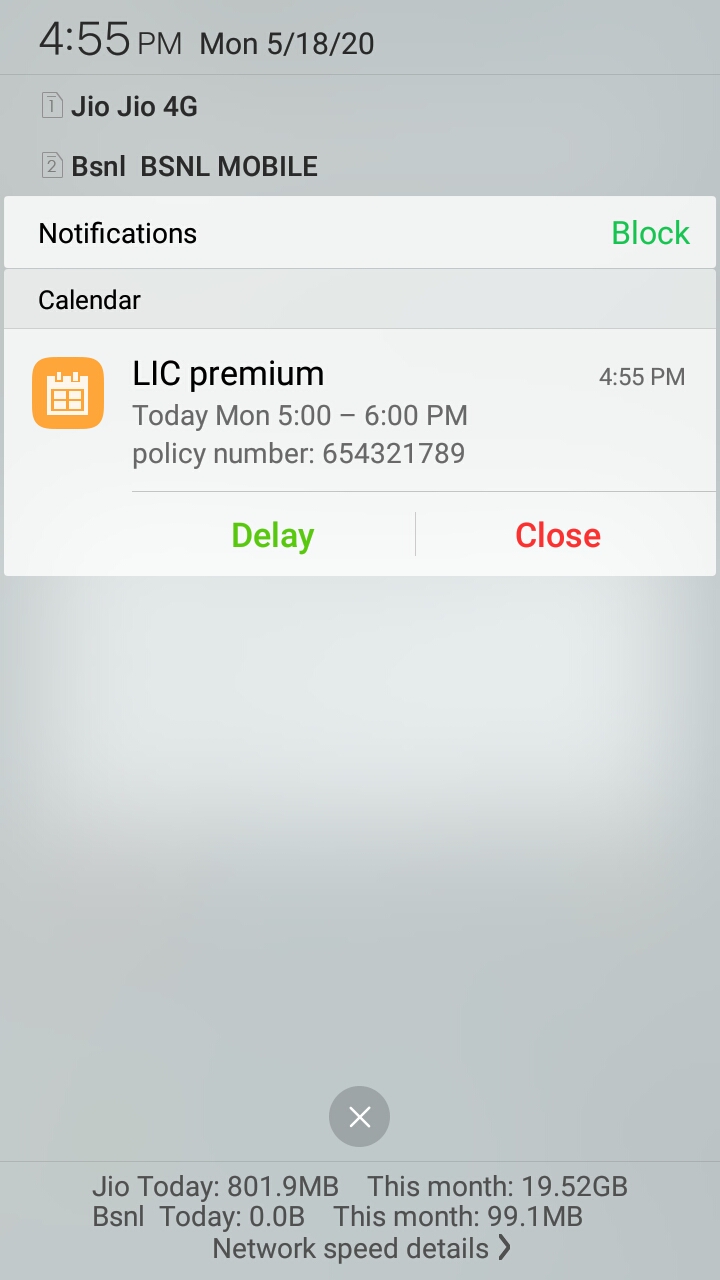 4:55 PM Mon 5/18/20
1 Jio Jio 4G
2 Bsnl BSNL MOBILE
Notifications Block
Calendar
LIC premium 4:55 PM
Today Mon 5:00 – 6:00 PM
policy number: 654321789
Delay Close
Jio Today: 801.9MB This month: 19.52GB
Bsnl Today: 0.0B This month: 99.1MB
Network speed details